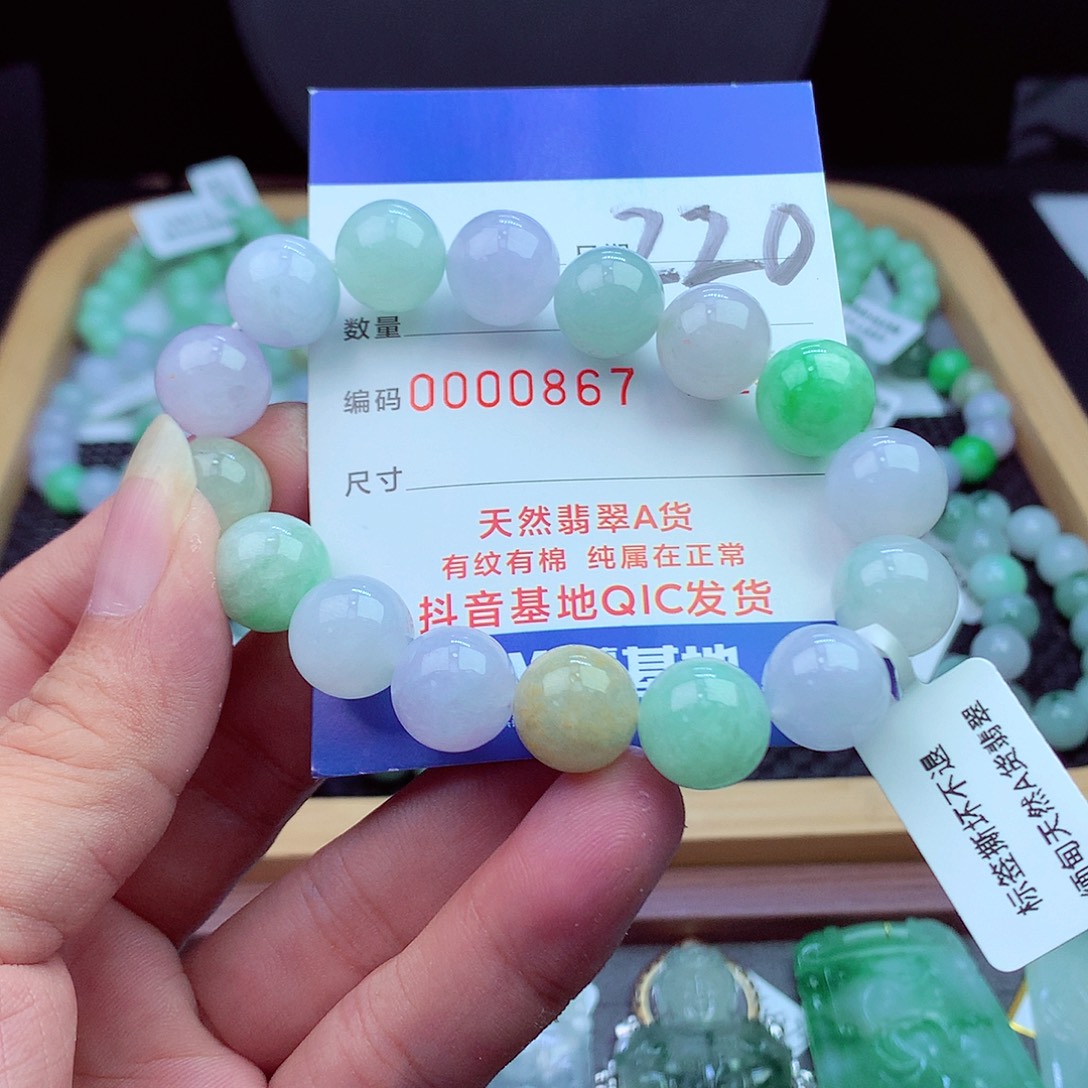 220
数量
编码 0000867
尺寸
天然翡翠A货
有纹有棉 纯属在正常
抖音基地QIC发货
基地
标签撕坏不退
缅甸天然A货翡翠